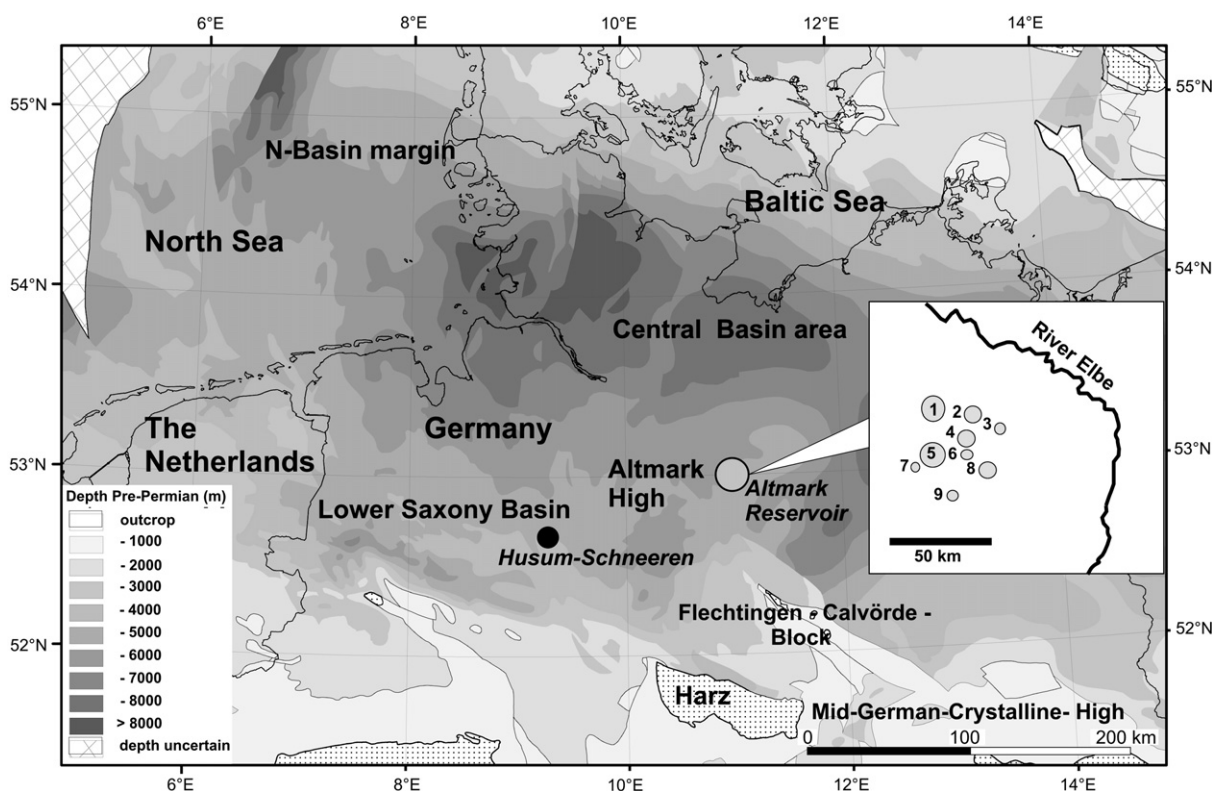 6°E 8°E 10°E 12°E 14°E
55°N
55°N
N-Basin margin
Baltic Sea
North Sea
54°N
54°N
Central Basin area
River Elbe
1
2
3
4
5
6
7
8
9
50 km
The
Netherlands
Germany
53°N
53°N
Altmark
High
Altmark
Reservoir
Lower Saxony Basin
Husum-Schneeren
Depth Pre-Permian (m)
outcrop
- 1000
- 2000
- 3000
- 4000
- 5000
- 6000
- 7000
- 8000
> 8000
depth uncertain
Flechtingen - Calvörde -
Block
52°N
52°N
Harz
Mid-German-Crystalline- High
0 100 200 km
6°E 8°E 10°E 12°E 14°E